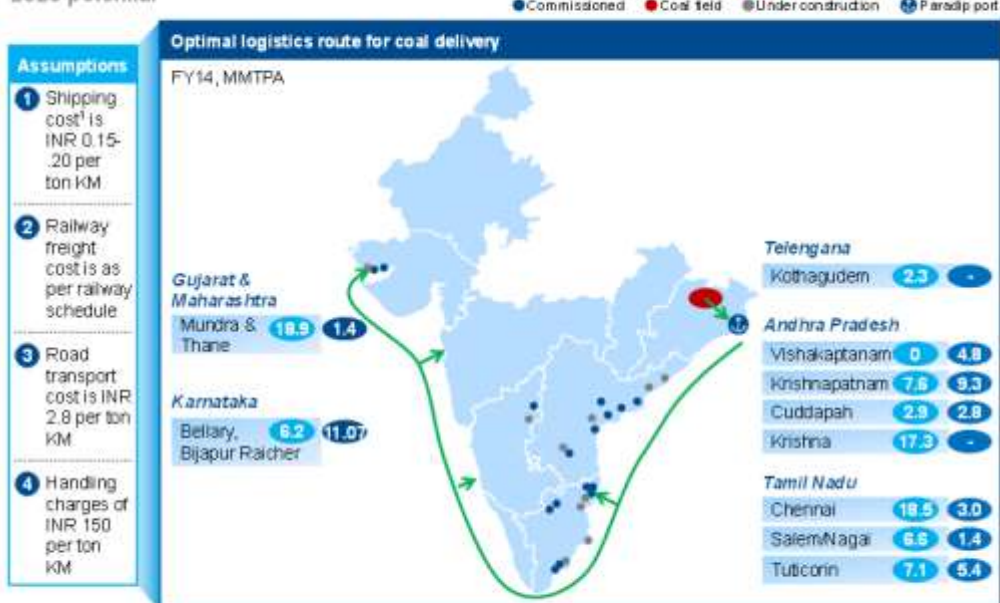 2025 potential
Commissioned Coal field Under construction Paradip port
Optimal logistics route for coal delivery
Assumptions
1 Shipping
cost¹ is
INR 0.15-
.20 per
ton KM
2 Railway
freight
cost is as
per railway
schedule
3 Road
transport
cost is INR
2.8 per ton
KM
4 Handling
charges of
INR 150
per ton
KM
FY14, MMTPA
Gujarat &
Maharashtra
Mundra & 18.9 1.4
Thane
Karnataka
Bellary, 6.2 11.07
Bijapur Raicher
Telengana
Kothagudem 2.3 -
Andhra Pradesh
Vishakaptanam 0 4.8
Krishnapatnam 7.6 9.3
Cuddapah 2.9 2.8
Krishna 17.3 -
Tamil Nadu
Chennai 18.5 3.0
Salem/Nagai 6.6 1.4
Tuticorin 7.1 5.4